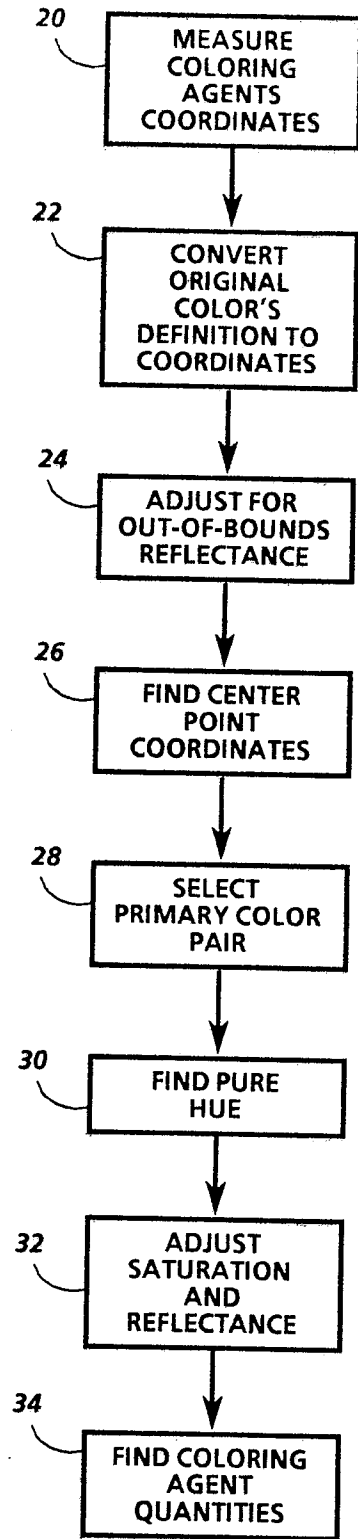 20
MEASURE
COLORING
AGENTS
COORDINATES
22
CONVERT
ORIGINAL
COLOR'S
DEFINITION TO
COORDINATES
24
ADJUST FOR
OUT-OF-BOUNDS
REFLECTANCE
26
FIND CENTER
POINT
COORDINATES
28
SELECT
PRIMARY COLOR
PAIR
30
FIND PURE
HUE
32
ADJUST
SATURATION
AND
REFLECTANCE
34
FIND COLORING
AGENT
QUANTITIES